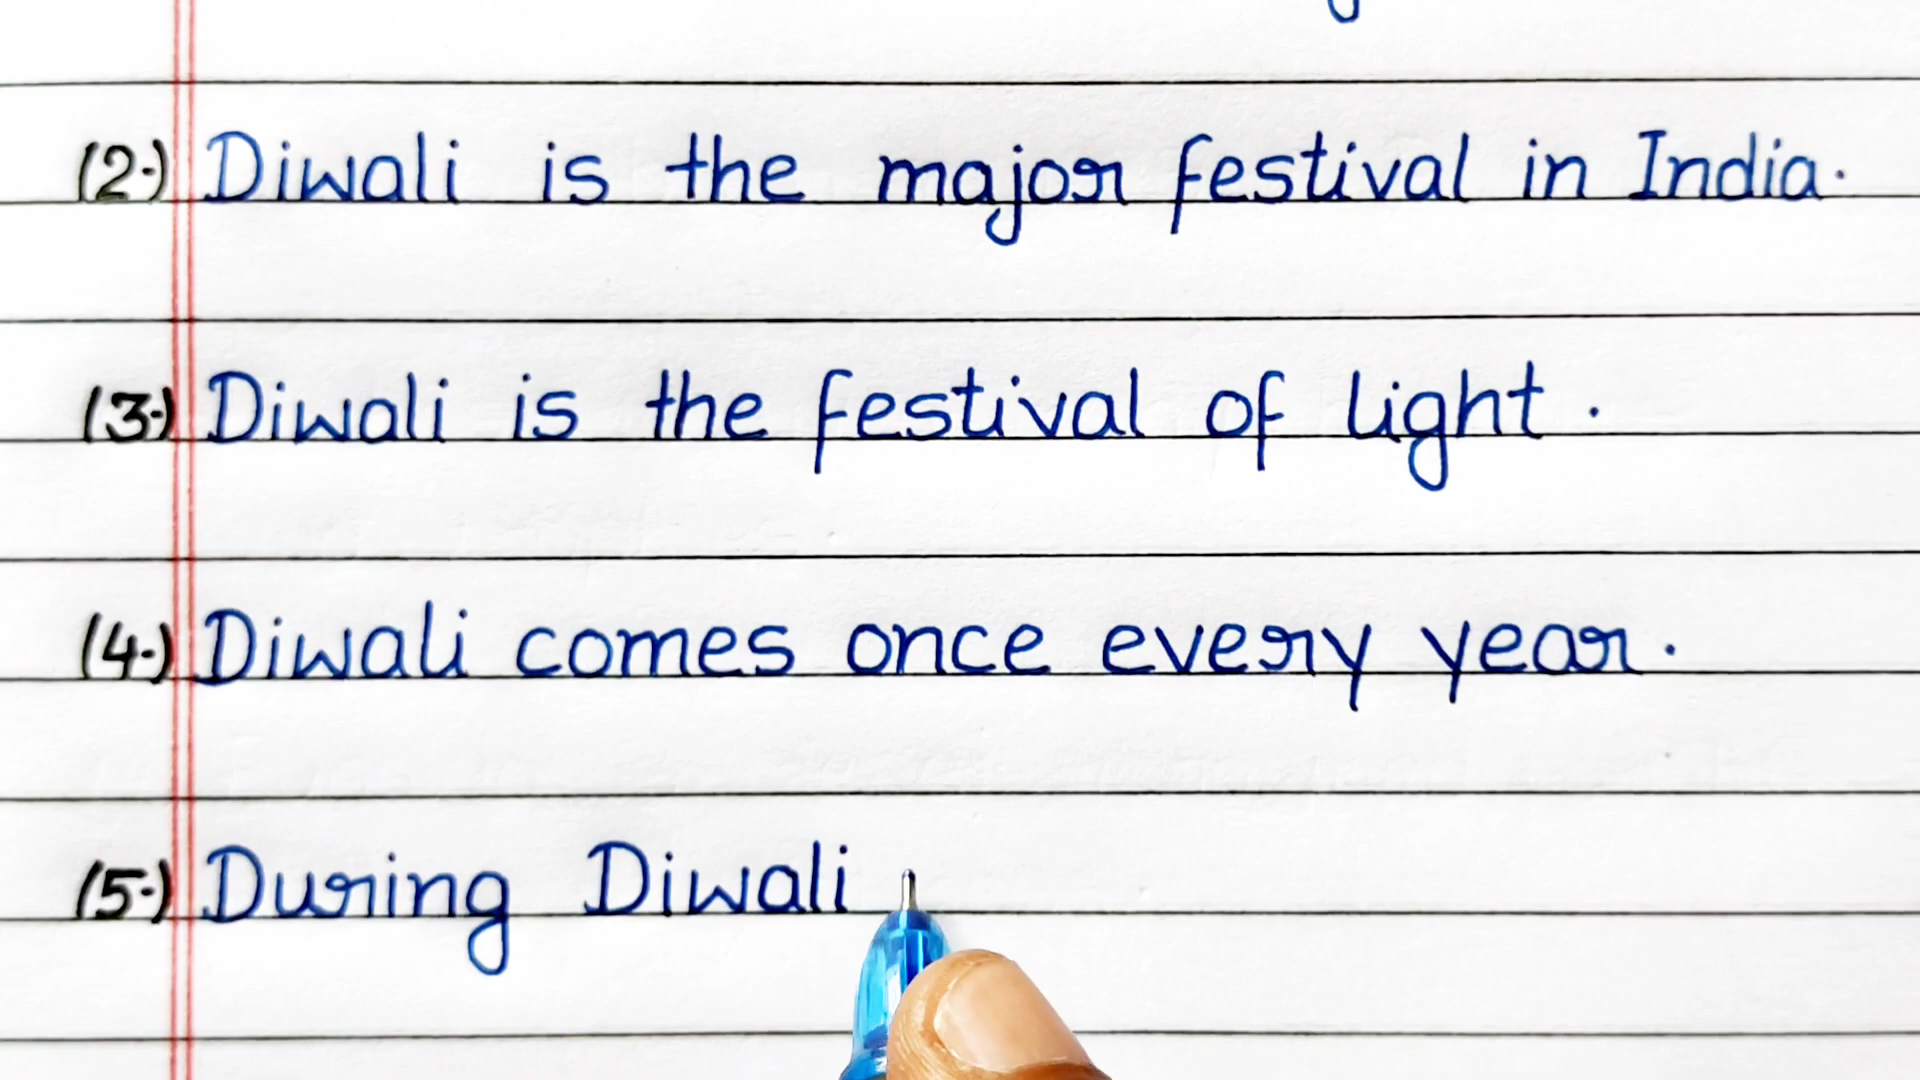 (2.) Diwali is the major festival in India.
(3.) Diwali is the festival of light.
(4.) Diwali comes once every year.
(5.) During Diwali